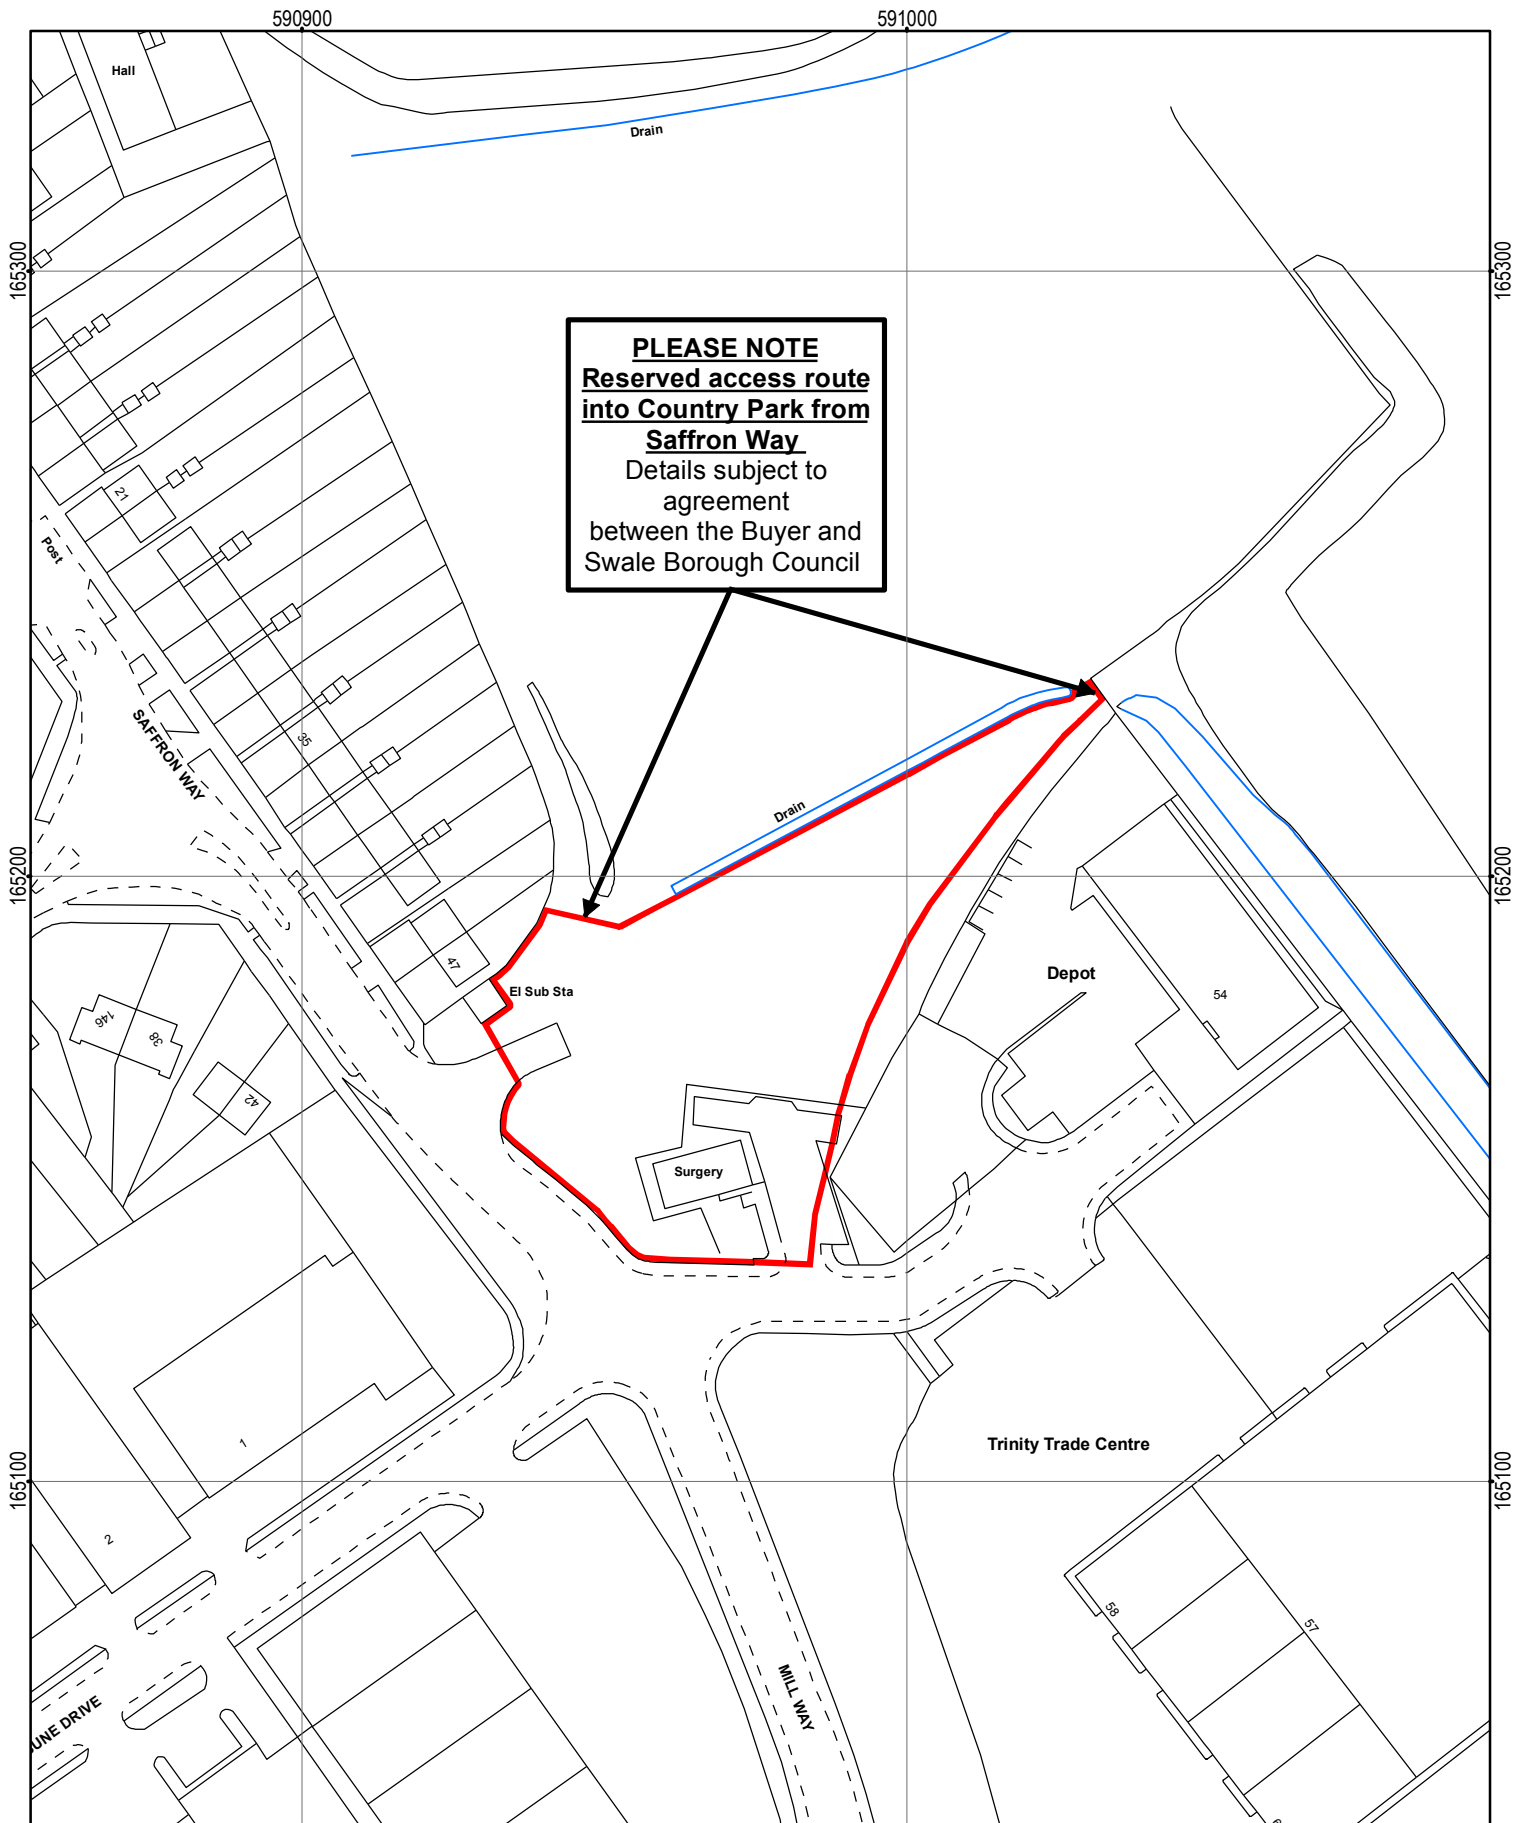 590900
591000
Hall
Drain
165300
165300
PLEASE NOTE
Reserved access route
into Country Park from
Saffron Way
Details subject to
agreement
between the Buyer and
Swale Borough Council
21
Post
SAFFRON WAY
35
Drain
165200
165200
47
El Sub Sta
Depot
54
146
38
42
Surgery
1
Trinity Trade Centre
165100
165100
2
58
57
MILL WAY
UNE DRIVE